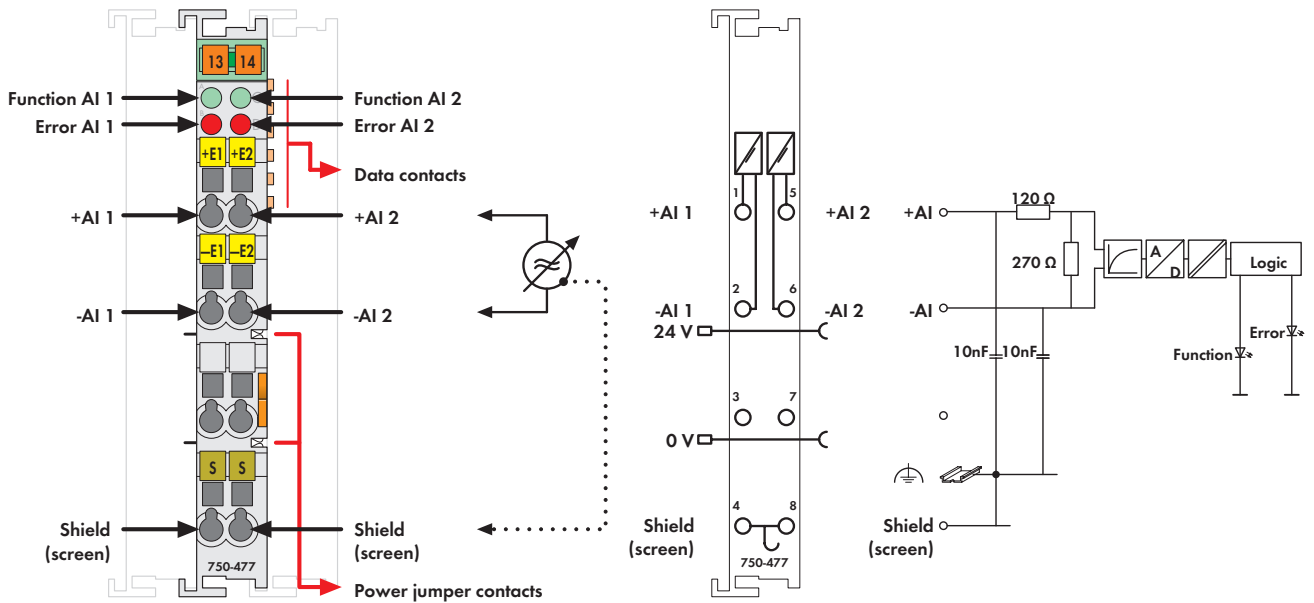 13 14
Function AI 1
Function AI 2
Error AI 1
Error AI 2
+E1 +E2
Data contacts
+AI 1
+AI 2
–E1 –E2
-AI 1
-AI 2
S S
Shield
(screen)
Shield
(screen)
750-477
Power jumper contacts
1
5
+AI 1
+AI 2
2
6
-AI 1
-AI 2
24 V
3
7
0 V
4
8
Shield
(screen)
750-477
+AI
120 Ω
270 Ω
A
D
Logic
-AI
10nF
10nF
Function
Error
Shield
(screen)